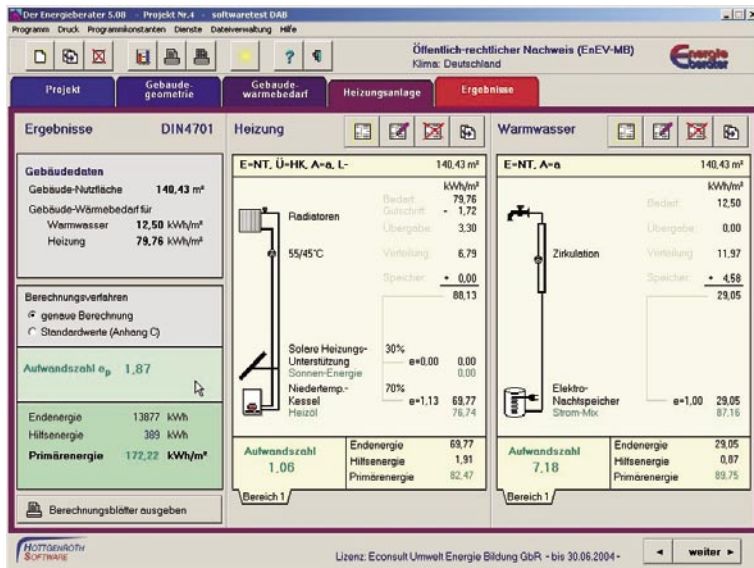 Der Energieberater 5.08 - Projekt Nr.4 - softwaretest DAB
Programm Druck Programmkonstanten Dienste Dateiverwaltung Hilfe
Öffentlich-rechtlicher Nachweis (EnEV-MB)
Klima: Deutschland
Energie berater
Projekt
Gebäude-geometrie
Gebäude-wärmebedarf
Heizungsanlage
Ergebnisse
Ergebnisse DIN4701
Gebäudedaten
Gebäude-Nutzfläche 140,43 m²
Gebäude-Wärmebedarf für
Warmwasser 12,50 kWh/m²
Heizung 79,76 kWh/m²
Berechnungsverfahren
genaue Berechnung
Standardwerte (Anhang C)
Aufwandszahl ep 1,87
Endenergie 13877 kWh
Hilfsenergie 389 kWh
Primärenergie 172,22 kWh/m²
Berechnungsblätter ausgeben
Heizung
E=NT, Ü=HK, A=a, L- 140,43 m²
kWh/m²
Bedarf: 79,76
Gutschrift - 1,72
Radiatoren
Übergabe: 3,30
55/45°C Verteilung: 6,79
Speicher: + 0,00
88,13
Solare Heizungs- 30%
Unterstützung e=0,00 0,00
Sonnen-Energie 0,00
Niedertemp.- 70%
Kessel e=1,13 69,77
Heizöl 76,74
Aufwandszahl
1,06
Endenergie 69,77
Hilfsenergie 1,91
Primärenergie 82,47
Bereich 1
Warmwasser
E=NT, A=a 140,43 m²
kWh/m²
Bedarf: 12,50
Übergabe: 0,00
Zirkulation Verteilung 11,97
Speicher: + 4,58
29,05
Elektro-
Nachtspeicher e=1,00 29,05
Strom-Mix 87,16
Aufwandszahl
7,18
Endenergie 29,05
Hilfsenergie 0,87
Primärenergie 89,75
Bereich 1
HOTTGENROTH
SOFTWARE
Lizenz: Econsult Umwelt Energie Bildung GbR - bis 30.06.2004 -
weiter